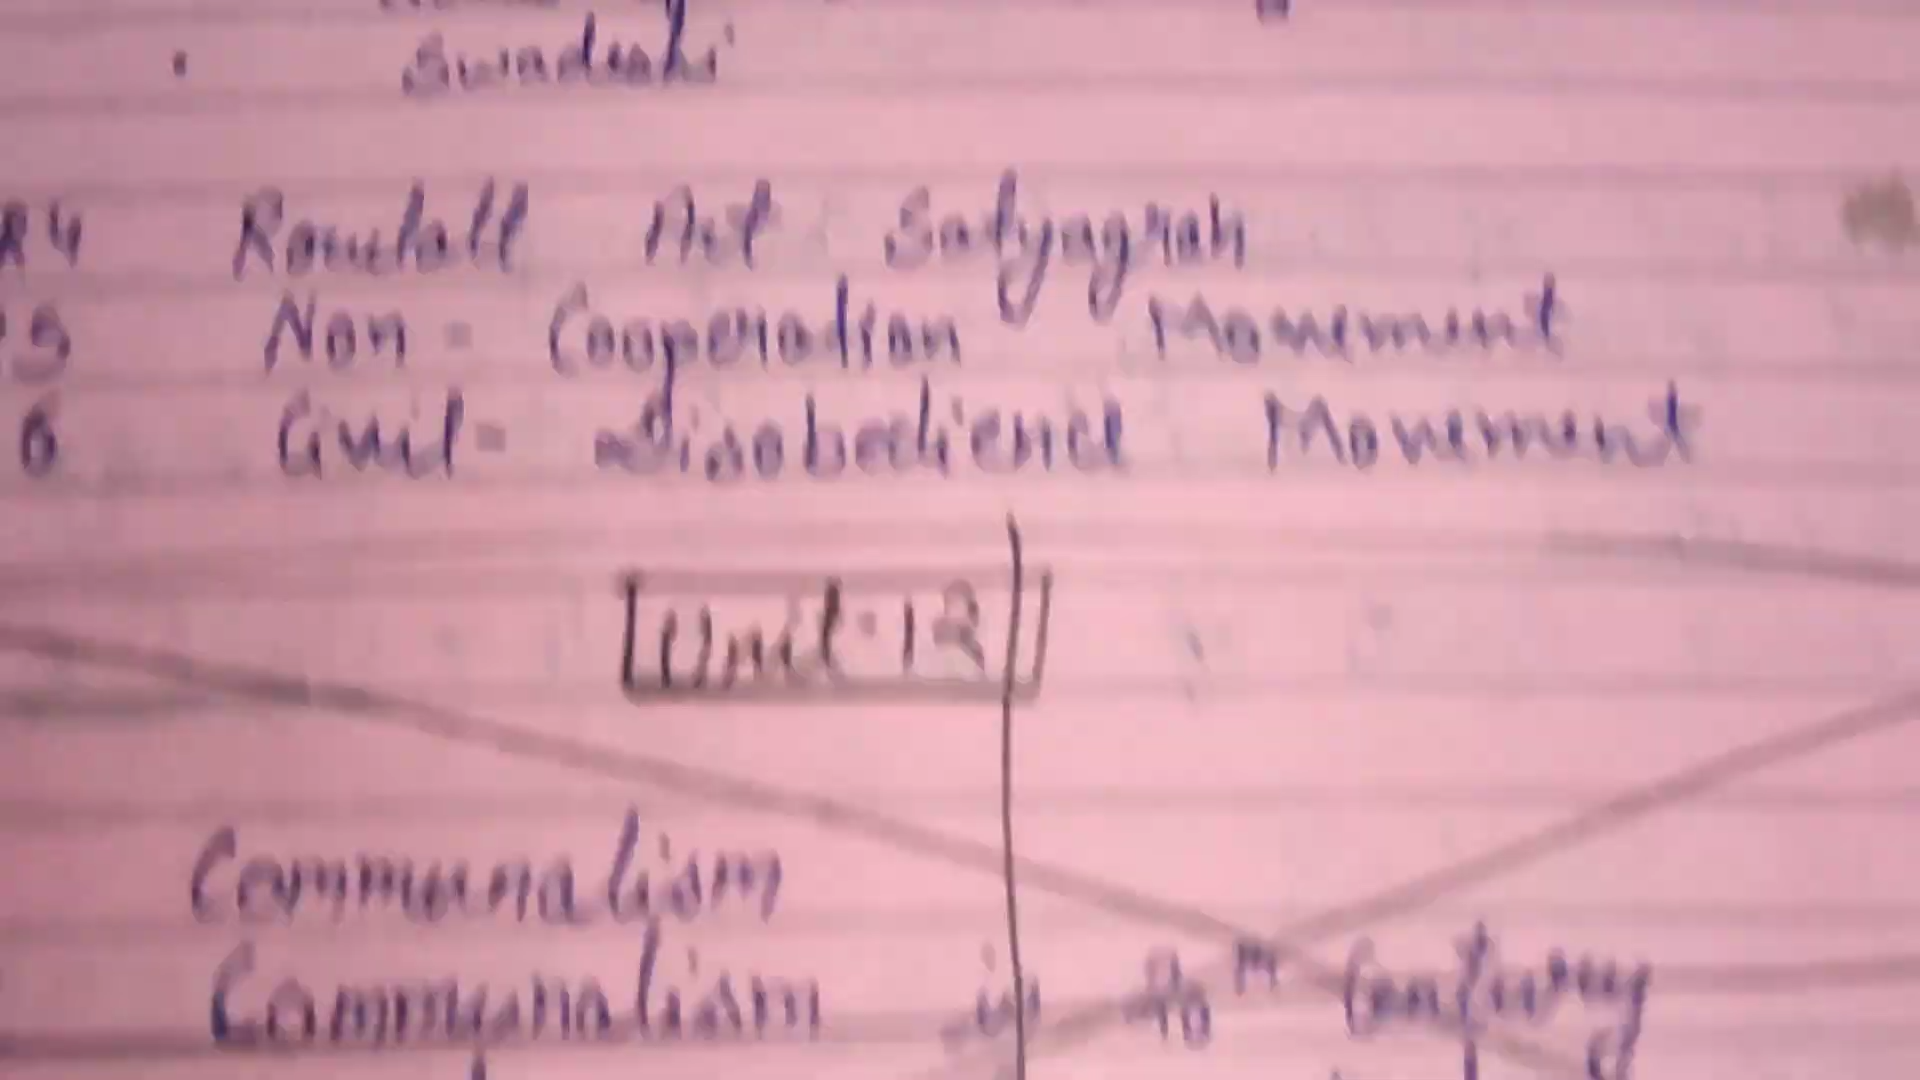 Swadeshi
R4 Rowlatt Act Satyagrah
5 Non-Cooperation Movement
6 Civil-Disobedience Movement
Unit-12
Communalism
Communalism in 20th Century